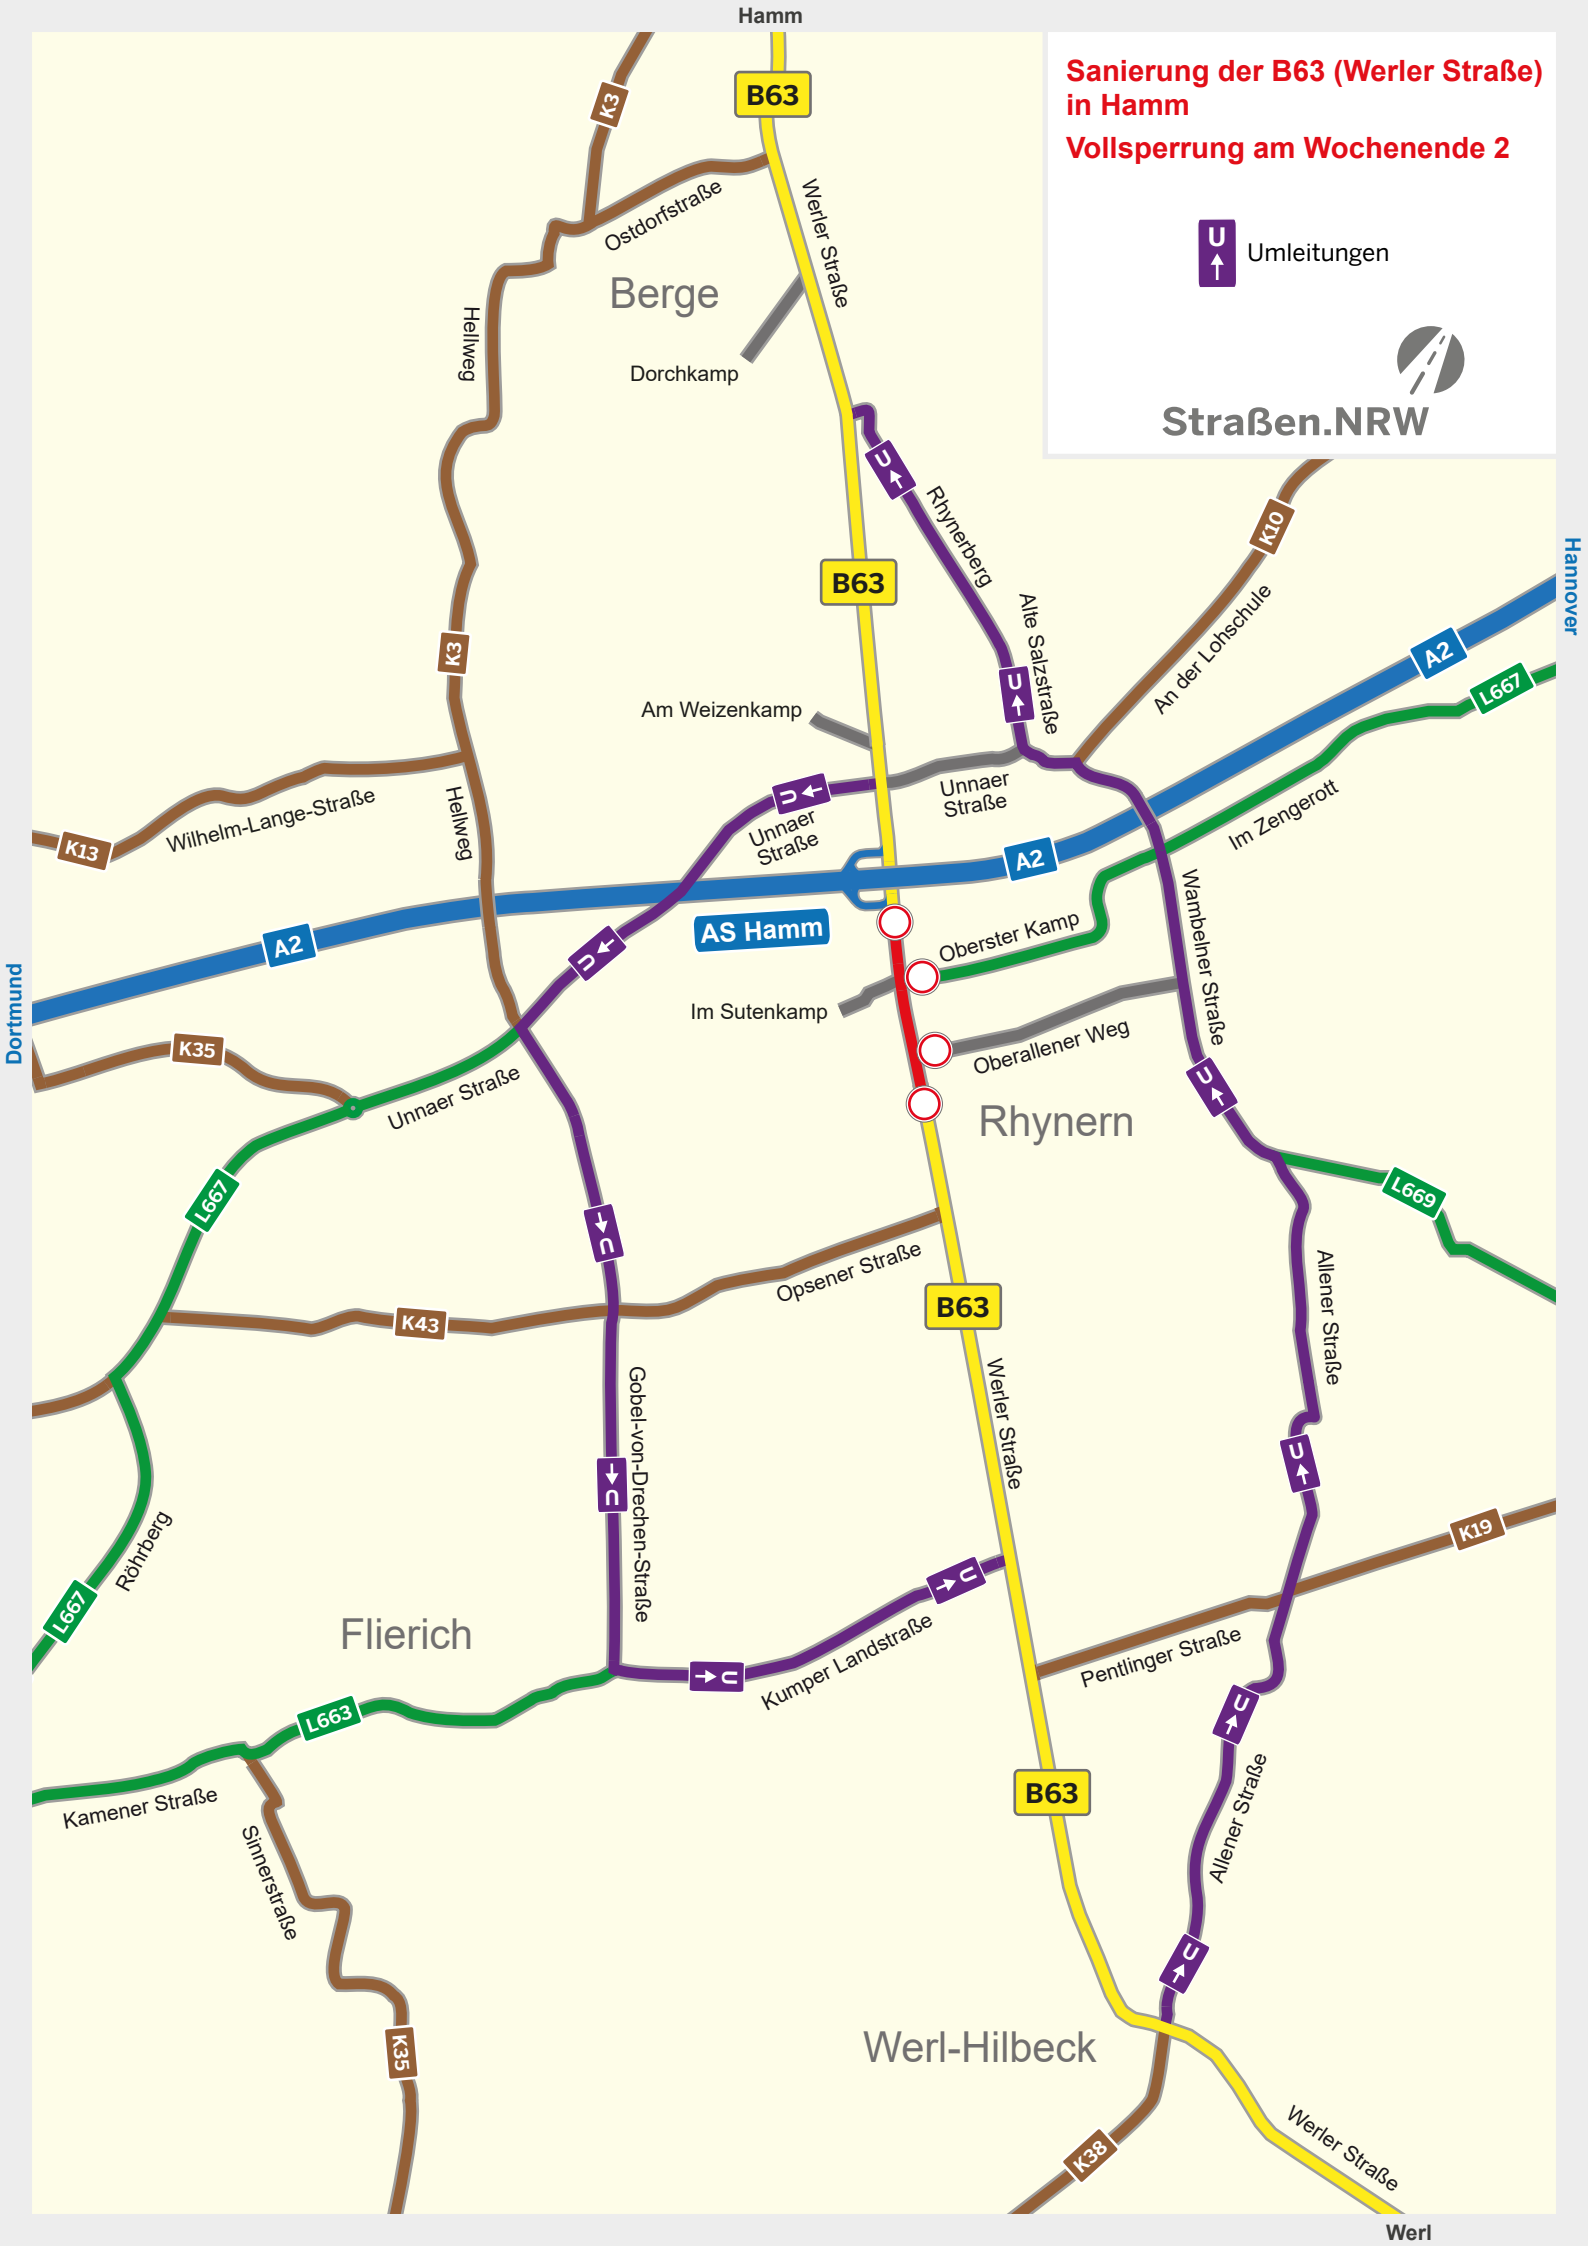 Hamm
Sanierung der B63 (Werler Straße)
in Hamm
Vollsperrung am Wochenende 2
U
Umleitungen
Straßen.NRW
B63
K3
Werler Straße
Ostdorfstraße
Berge
Hellweg
Dorchkamp
U
Rhynerberg
K10
Hannover
B63
Alte Salzstraße
An der Lohschule
K3
A2
L667
U
Am Weizenkamp
Unnaer
Straße
U
Unnaer
Straße
Im Zengerott
Hellweg
Wilhelm-Lange-Straße
K13
A2
AS Hamm
Oberster Kamp
Wambelner Straße
A2
U
Dortmund
Im Sutenkamp
Oberallener Weg
K35
Unnaer Straße
U
Rhynern
L667
L669
U
Opsener Straße
Allener Straße
B63
K43
Gobel-von-Drechen-Straße
Werler Straße
U
U
K19
Röhrberg
L667
U
Flierich
Kumper Landstraße
Pentlinger Straße
U
L663
U
Kamener Straße
B63
Allener Straße
Sinnerstraße
U
Werl-Hilbeck
K35
Werler Straße
K38
Werl